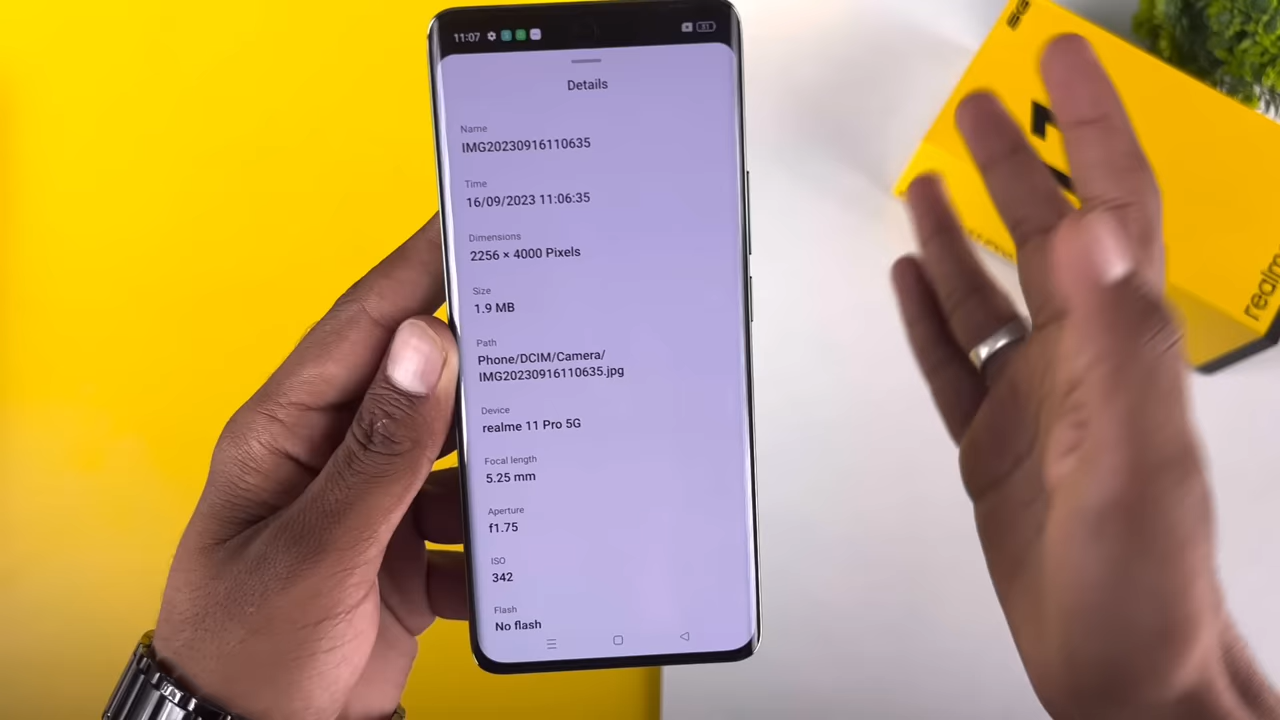 11:07
51
Details
Name
IMG20230916110635
Time
16/09/2023 11:06:35
Dimensions
2256 × 4000 Pixels
Size
1.9 MB
Path
Phone/DCIM/Camera/
IMG20230916110635.jpg
Device
realme 11 Pro 5G
Focal length
5.25 mm
Aperture
f1.75
ISO
342
Flash
No flash
5G
realme